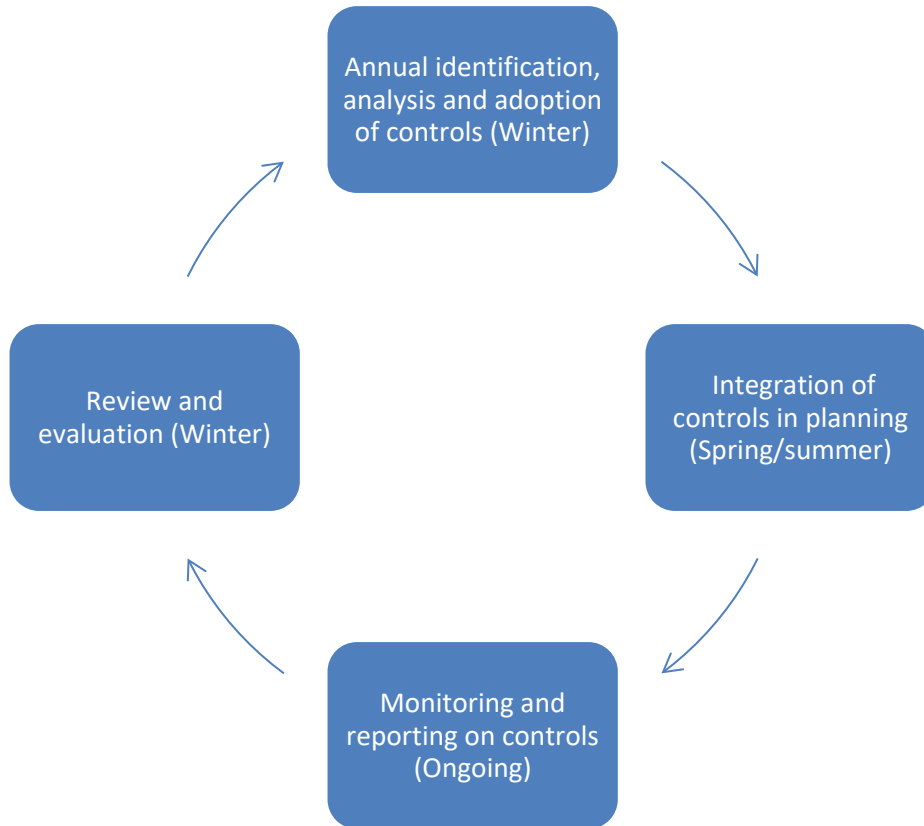 Annual identification,
analysis and adoption
of controls (Winter)
Integration of
controls in planning
(Spring/summer)
Monitoring and
reporting on controls
(Ongoing)
Review and
evaluation (Winter)